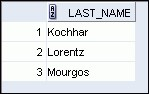 LAST_NAME
1 Kochhar
2 Lorentz
3 Mourgos